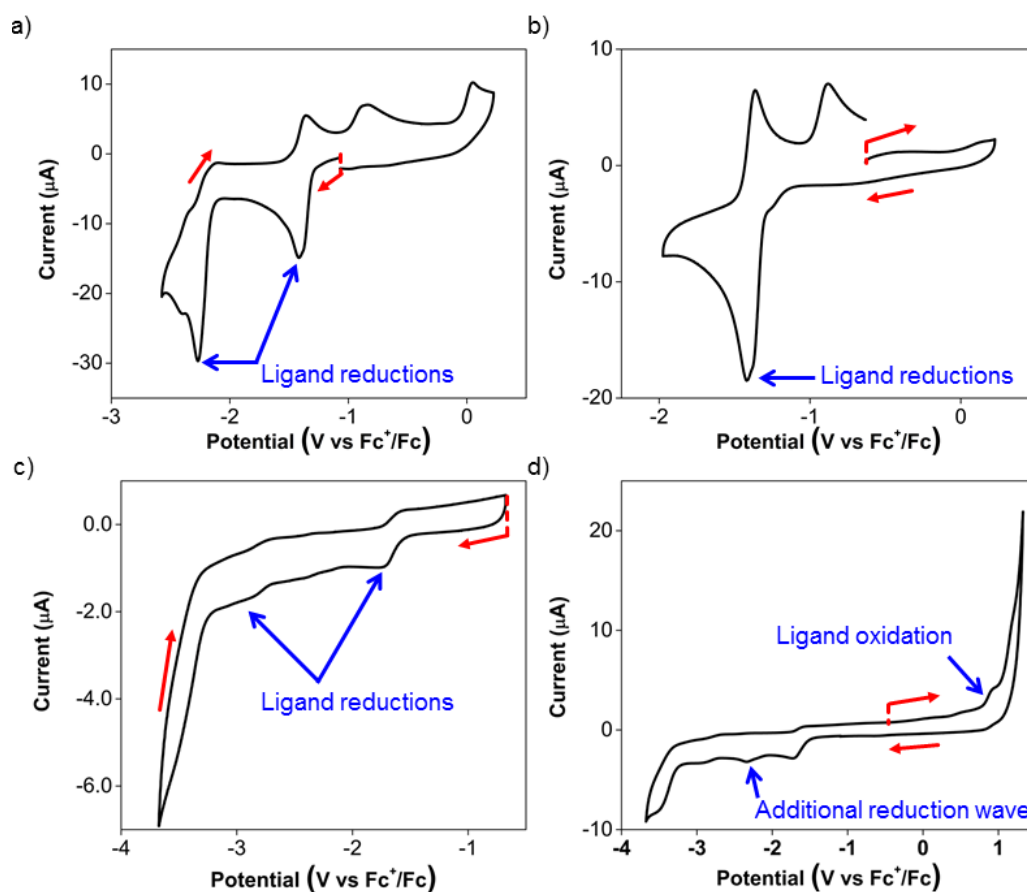 a)
10
0
-10
-20
-30
Current (μA)
Ligand reductions
-3
-2
-1
0
Potential (V vs Fc⁺/Fc)
b)
10
0
-10
-20
Current (μA)
Ligand reductions
-2
-1
0
Potential (V vs Fc⁺/Fc)
c)
0.0
-2.0
-4.0
-6.0
Current (μA)
Ligand reductions
-4
-3
-2
-1
Potential (V vs Fc⁺/Fc)
d)
20
10
0
-10
Current (μA)
Ligand oxidation
Additional reduction wave
-4
-3
-2
-1
0
1
Potential (V vs Fc⁺/Fc)